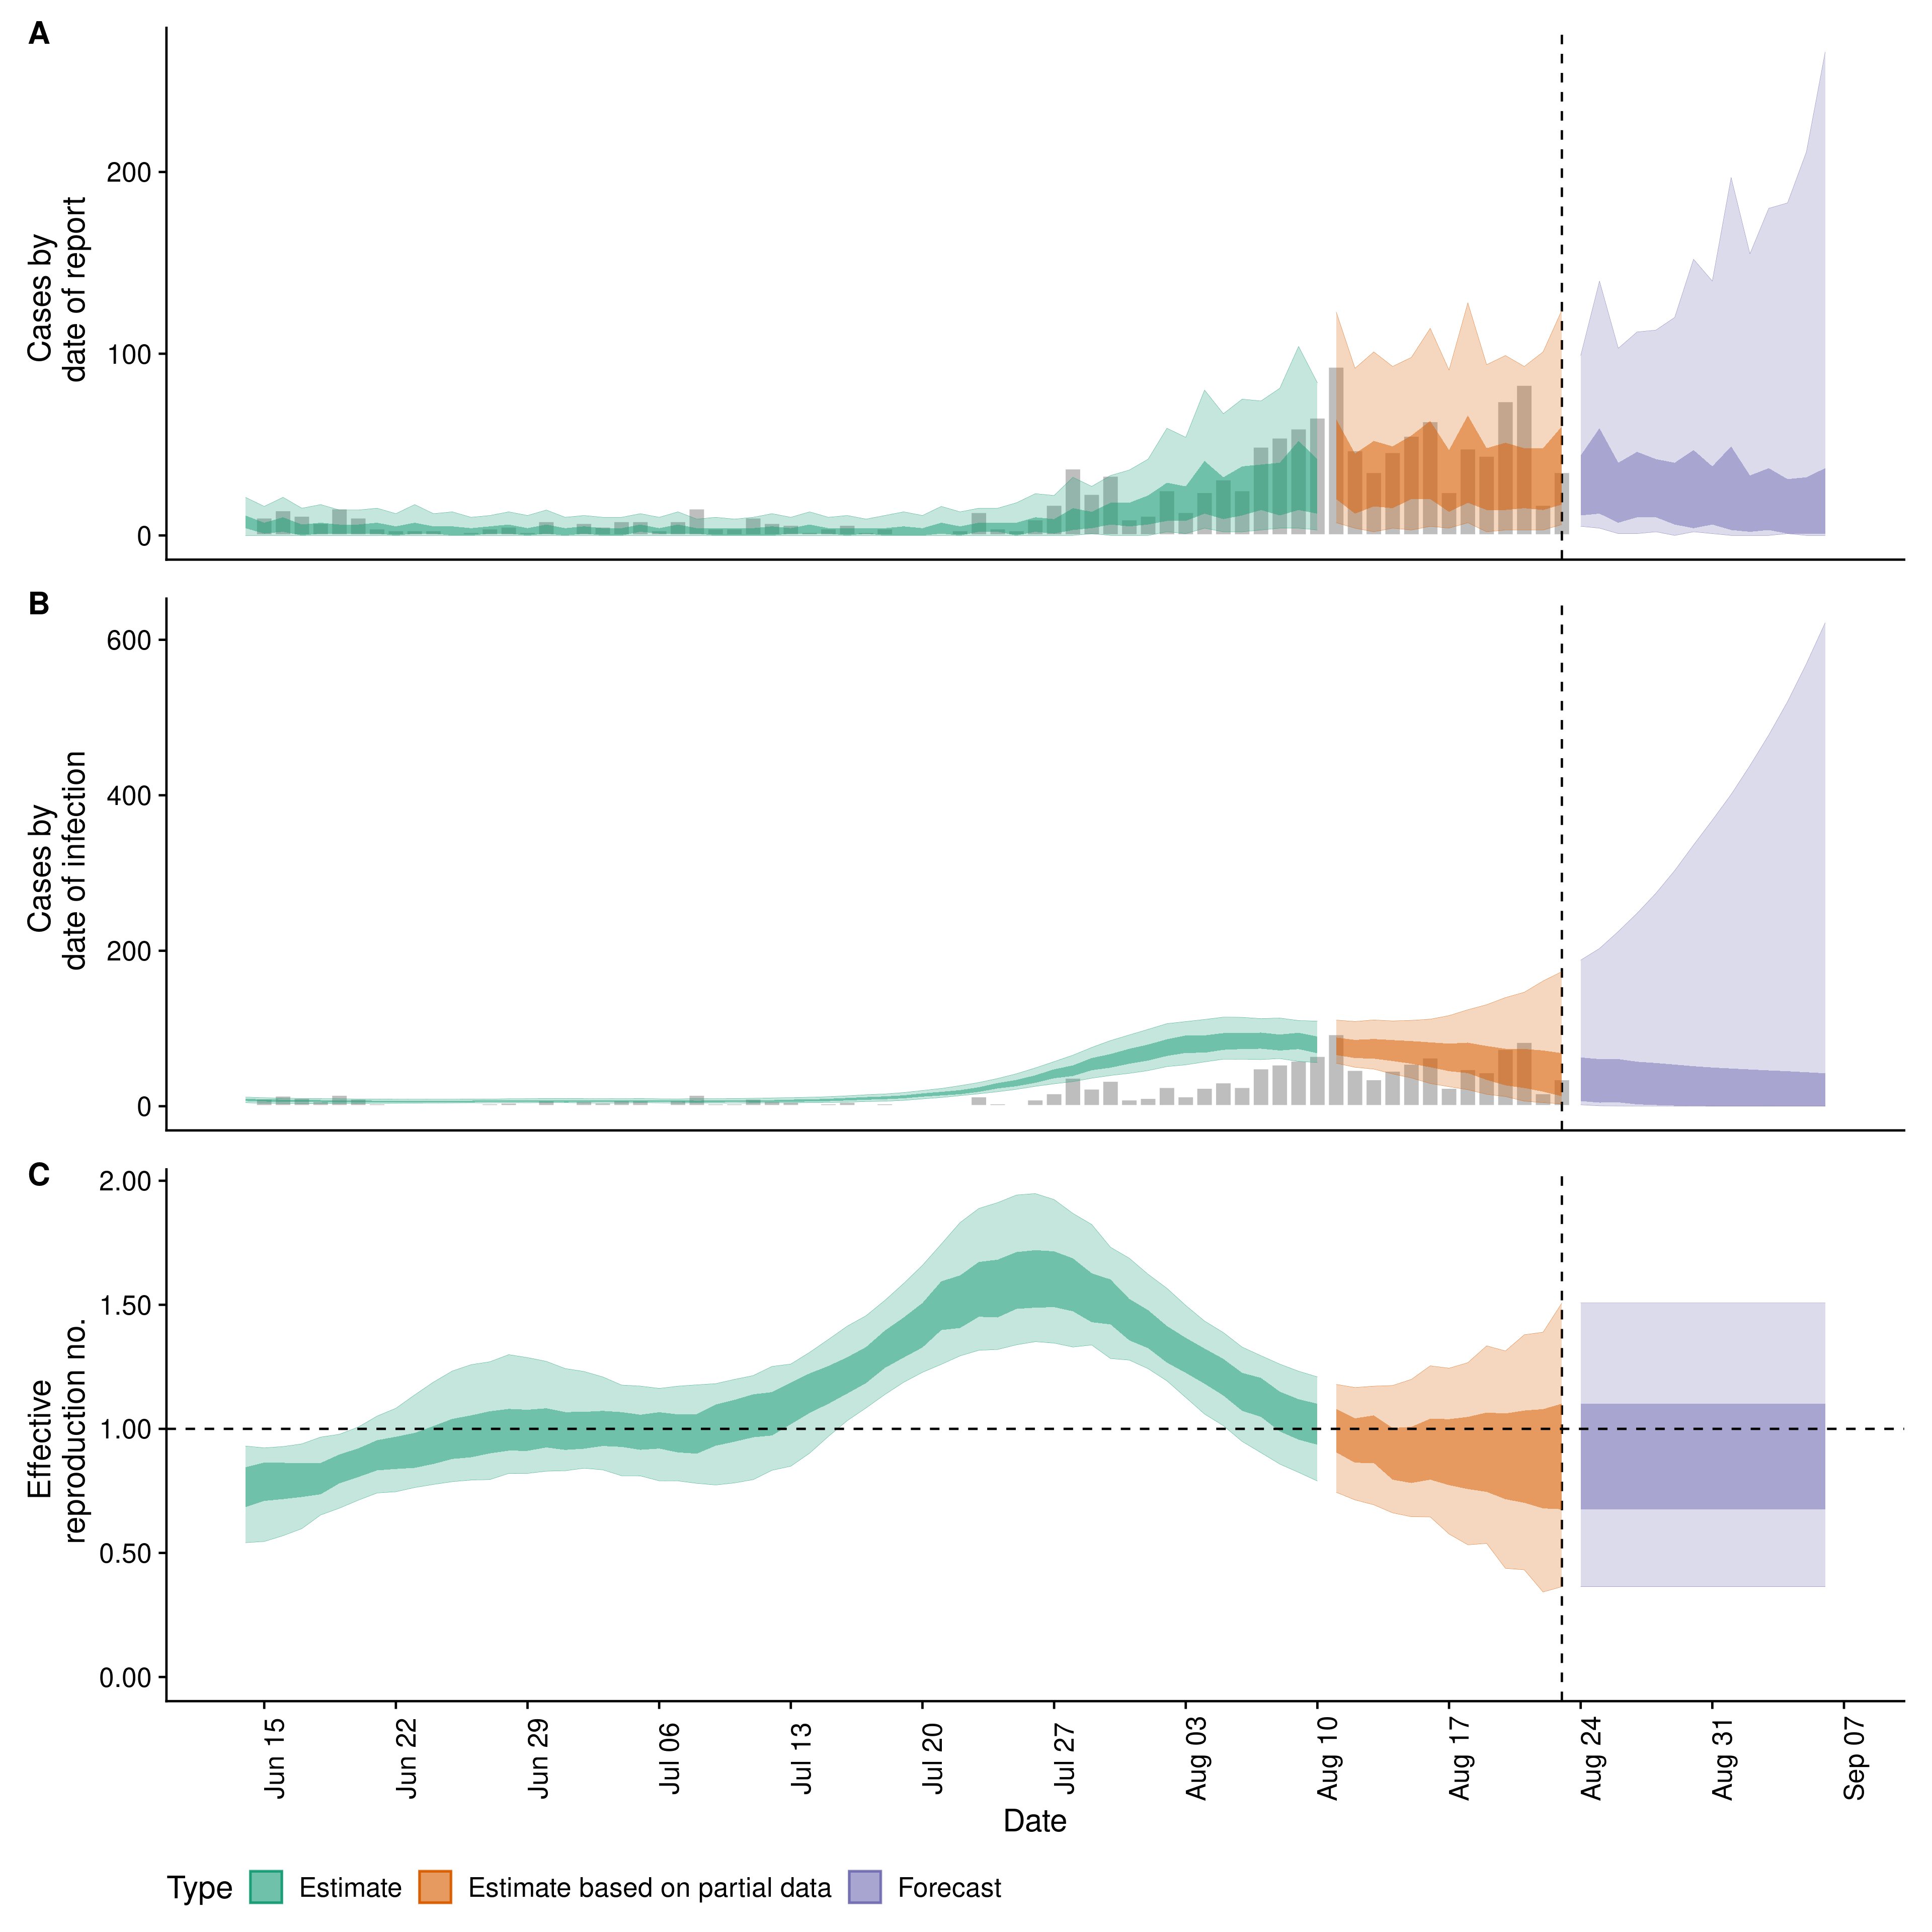 A
Cases by
date of report
200
100
0
B
Cases by
date of infection
600
400
200
0
C
Effective
reproduction no.
2.00
1.50
1.00
0.50
0.00
Jun 15
Jun 22
Jun 29
Jul 06
Jul 13
Jul 20
Jul 27
Aug 03
Aug 10
Aug 17
Aug 24
Aug 31
Sep 07
Date
Type Estimate Estimate based on partial data Forecast